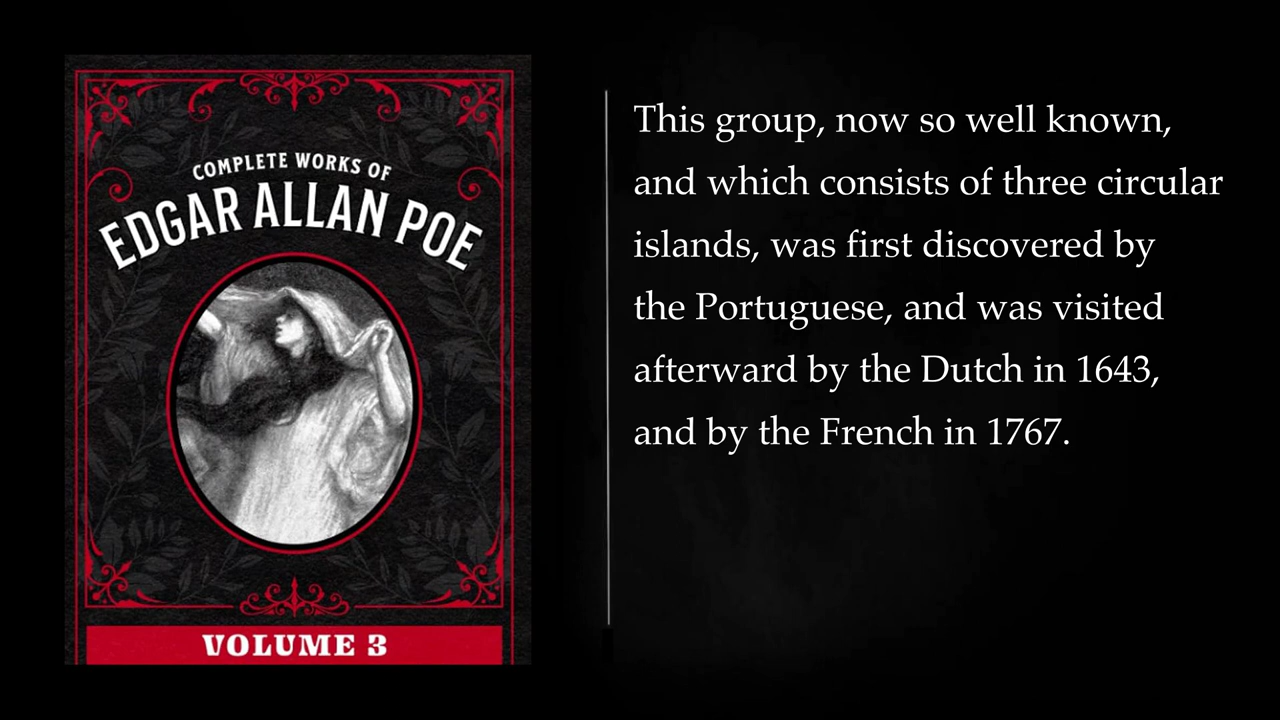 COMPLETE WORKS OF
EDGAR ALLAN POE
VOLUME 3
This group, now so well known,
and which consists of three circular
islands, was first discovered by
the Portuguese, and was visited
afterward by the Dutch in 1643,
and by the French in 1767.